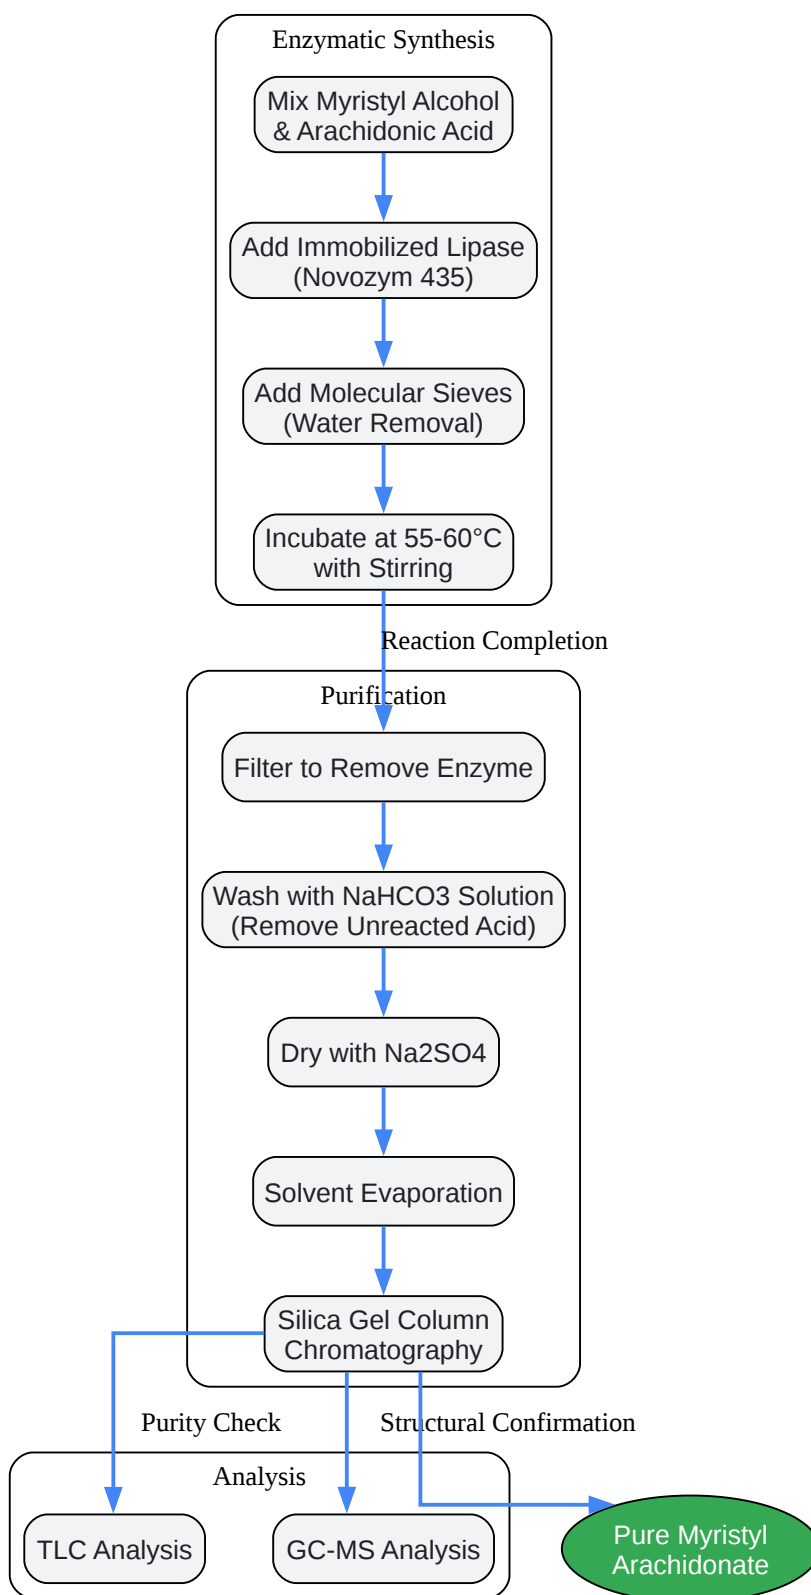 Enzymatic Synthesis
Mix Myristyl Alcohol
& Arachidonic Acid
Add Immobilized Lipase
(Novozym 435)
Add Molecular Sieves
(Water Removal)
Incubate at 55-60°C
with Stirring
Reaction Completion
Purification
Filter to Remove Enzyme
Wash with NaHCO3 Solution
(Remove Unreacted Acid)
Dry with Na2SO4
Solvent Evaporation
Silica Gel Column
Chromatography
Purity Check
Structural Confirmation
Analysis
TLC Analysis
GC-MS Analysis
Pure Myristyl
Arachidonate